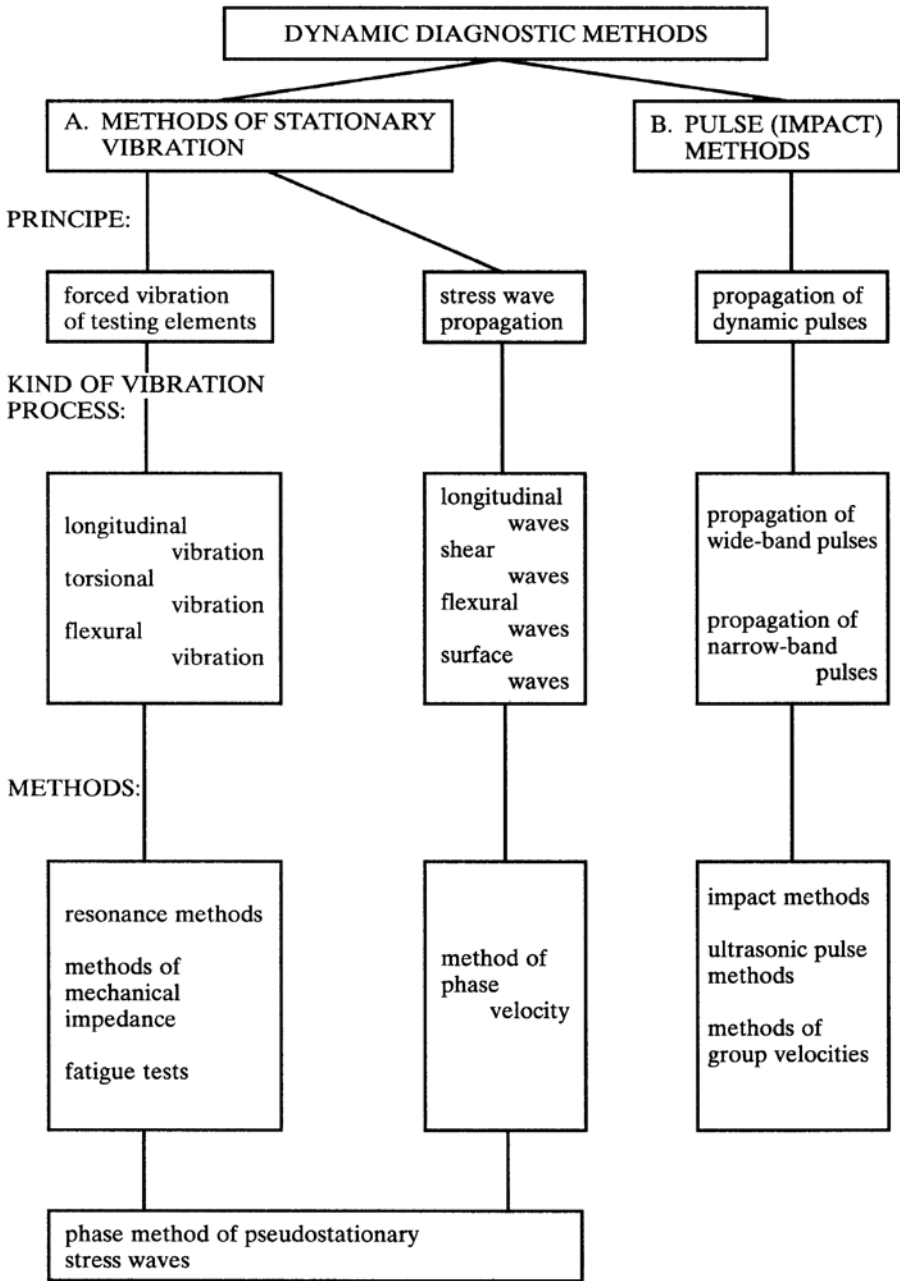 DYNAMIC DIAGNOSTIC METHODS
A. METHODS OF STATIONARY
VIBRATION
B. PULSE (IMPACT)
METHODS
PRINCIPE:
forced vibration
of testing elements
stress wave
propagation
propagation of
dynamic pulses
KIND OF VIBRATION
PROCESS:
longitudinal
vibration
torsional
vibration
flexural
vibration
longitudinal
waves
shear
waves
flexural
waves
surface
waves
propagation of
wide-band pulses
propagation of
narrow-band
pulses
METHODS:
resonance methods
methods of
mechanical
impedance
fatigue tests
method of
phase
velocity
impact methods
ultrasonic pulse
methods
methods of
group velocities
phase method of pseudostationary
stress waves